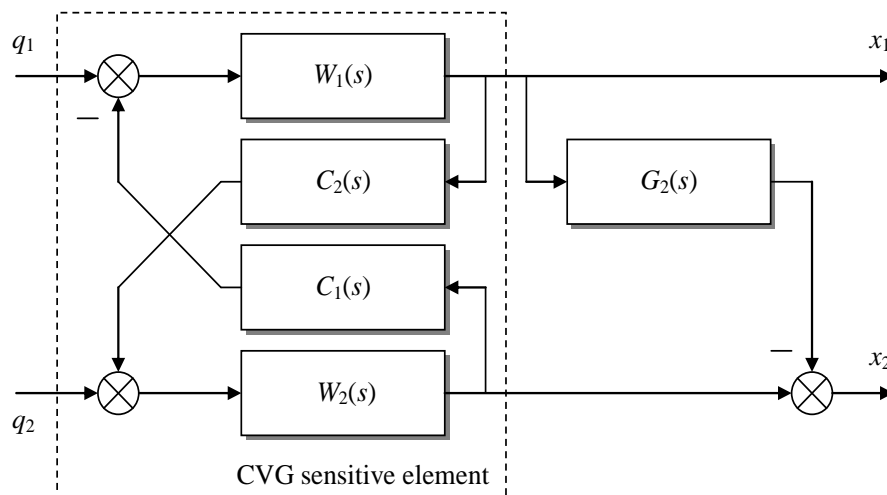 q₁
x₁
W₁(s)
—
C₂(s)
G₂(s)
C₁(s)
—
x₂
W₂(s)
q₂
CVG sensitive element